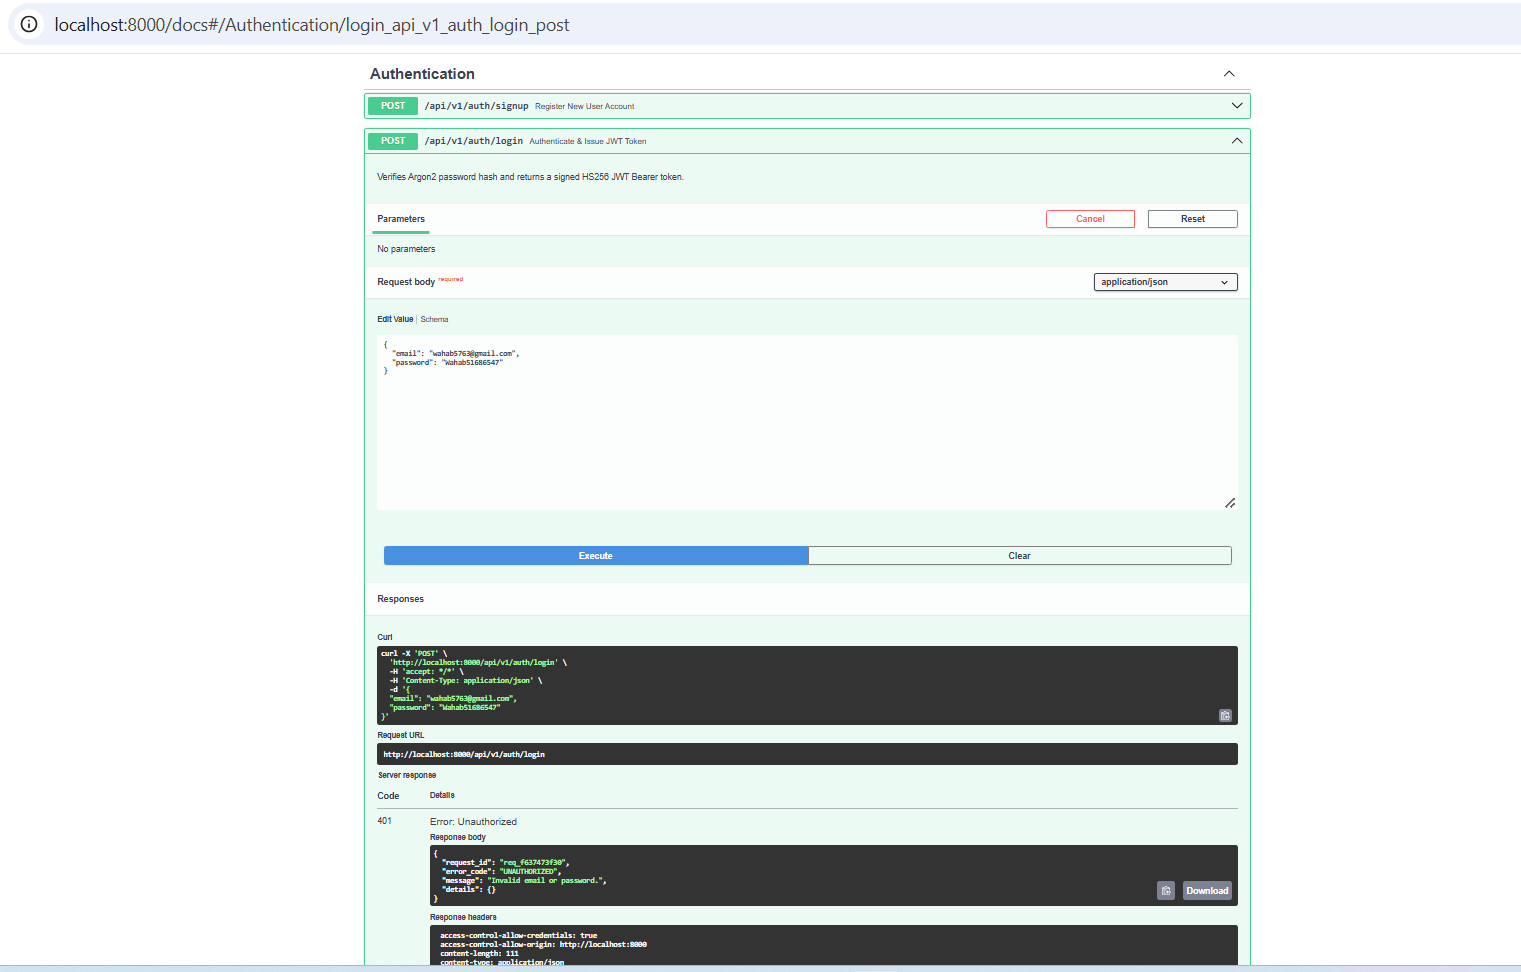 localhost:8000/docs#/Authentication/login_api_v1_auth_login_post
Authentication
POST /api/v1/auth/signup Register New User Account
POST /api/v1/auth/login Authenticate & Issue JWT Token
Verifies Argon2 password hash and returns a signed HS256 JWT Bearer token.
Parameters
Cancel
Reset
No parameters
Request body required
application/json
Edit Value | Schema
{
"email": "wahab5763@gmail.com",
"password": "Wahab51686547"
}
Execute
Clear
Responses
Curl
curl -X 'POST' \
'http://localhost:8000/api/v1/auth/login' \
-H 'accept: */*' \
-H 'Content-Type: application/json' \
-d '{
"email": "wahab5763@gmail.com",
"password": "Wahab51686547"
}'
Request URL
http://localhost:8000/api/v1/auth/login
Server response
Code Details
401 Error: Unauthorized
Response body
{
"request_id": "req_f637473f30",
"error_code": "UNAUTHORIZED",
"message": "Invalid email or password.",
"details": {}
}
Download
Response headers
access-control-allow-credentials: true
access-control-allow-origin: http://localhost:8000
content-length: 111
content-type: application/json